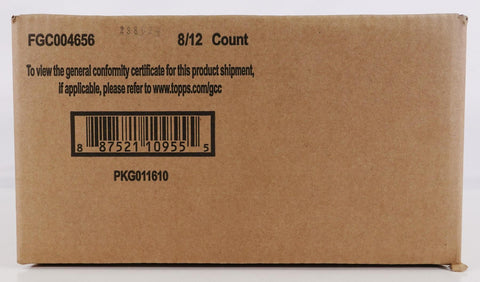 FGC004656 8/12 Count
To view the general conformity certificate for this product shipment,
if applicable, please refer to www.topps.com/gcc
8 87521 10955 5
PKG011610